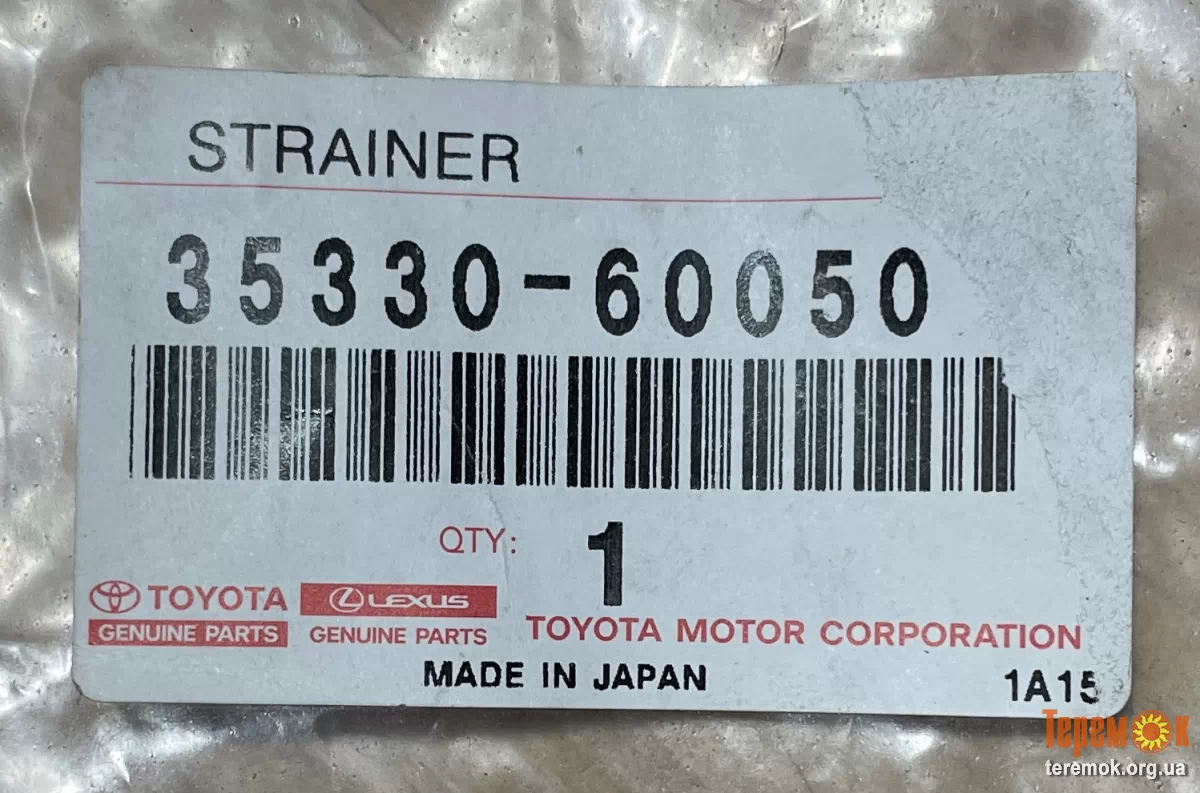 STRAINER
35330-60050
QTY: 1
TOYOTA LEXUS
GENUINE PARTS GENUINE PARTS TOYOTA MOTOR CORPORATION
MADE IN JAPAN 1A15
Теремок
teremok.org.ua